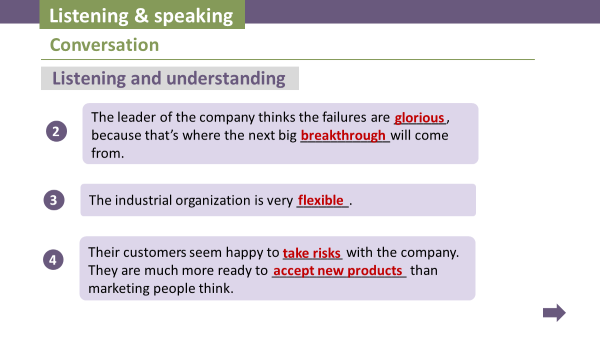 Listening & speaking
Conversation
Listening and understanding
2
The leader of the company thinks the failures are glorious,
because that's where the next big breakthrough will come
from.
3
The industrial organization is very flexible.
4
Their customers seem happy to take risks with the company.
They are much more ready to accept new products than
marketing people think.